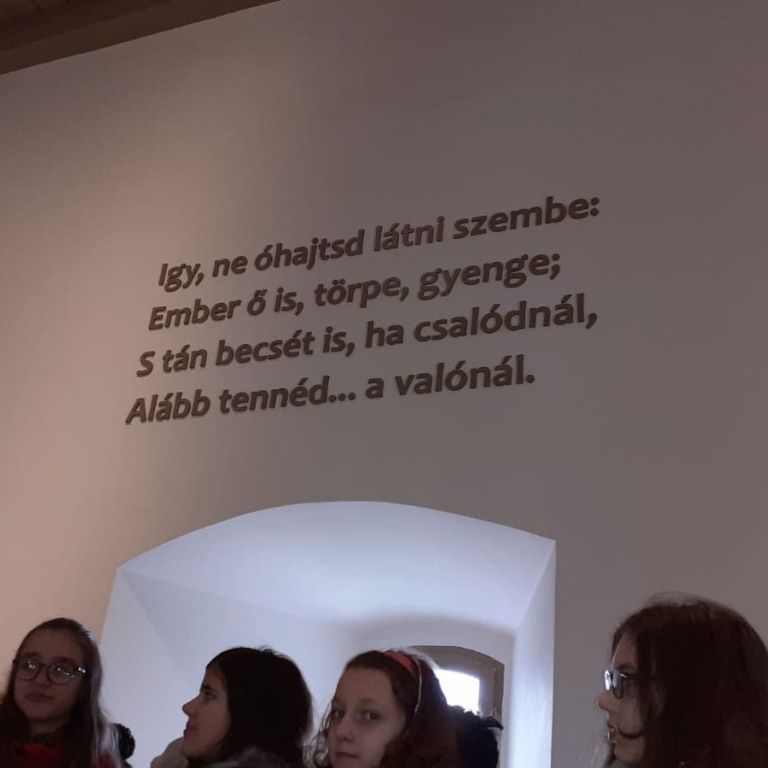 Igy, ne óhajtsd látni szembe:
Ember ő is, törpe, gyenge;
S tán becsét is, ha csalódnál,
Alább tennéd... a valónál.